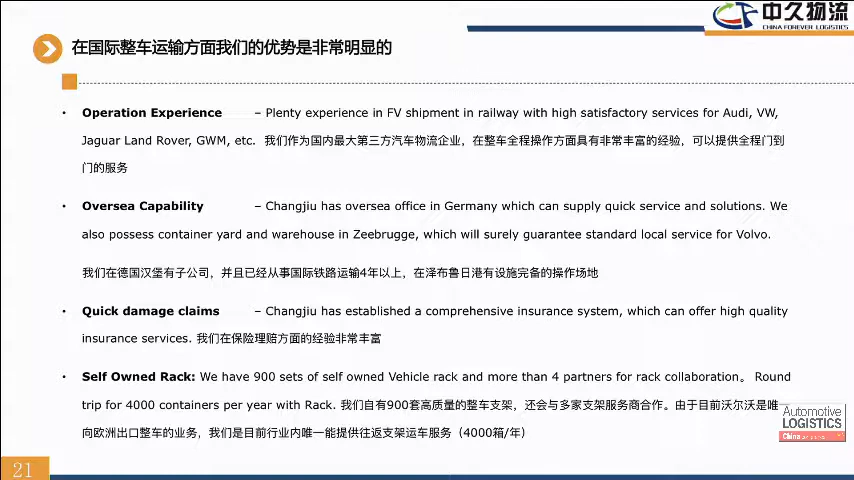 中久物流
CHINA FOREVER LOGISTICS
在国际整车运输方面我们的优势是非常明显的
• Operation Experience – Plenty experience in FV shipment in railway with high satisfactory services for Audi, VW,
Jaguar Land Rover, GWM, etc. 我们作为国内最大第三方汽车物流企业，在整车全程操作方面具有非常丰富的经验，可以提供全程门到
门的服务
• Oversea Capability – Changjiu has oversea office in Germany which can supply quick service and solutions. We
also possess container yard and warehouse in Zeebrugge, which will surely guarantee standard local service for Volvo.
我们在德国汉堡有子公司，并且已经从事国际铁路运输4年以上，在泽布鲁日港有设施完备的操作场地
• Quick damage claims – Changjiu has established a comprehensive insurance system, which can offer high quality
insurance services. 我们在保险理赔方面的经验非常丰富
• Self Owned Rack: We have 900 sets of self owned Vehicle rack and more than 4 partners for rack collaboration。 Round
trip for 4000 containers per year with Rack. 我们自有900套高质量的整车支架，还会与多家支架服务商合作。由于目前沃尔沃是唯一
向欧洲出口整车的业务，我们是目前行业内唯一能提供往返支架运车服务（4000箱/年）
Automotive
LOGISTICS
China
21